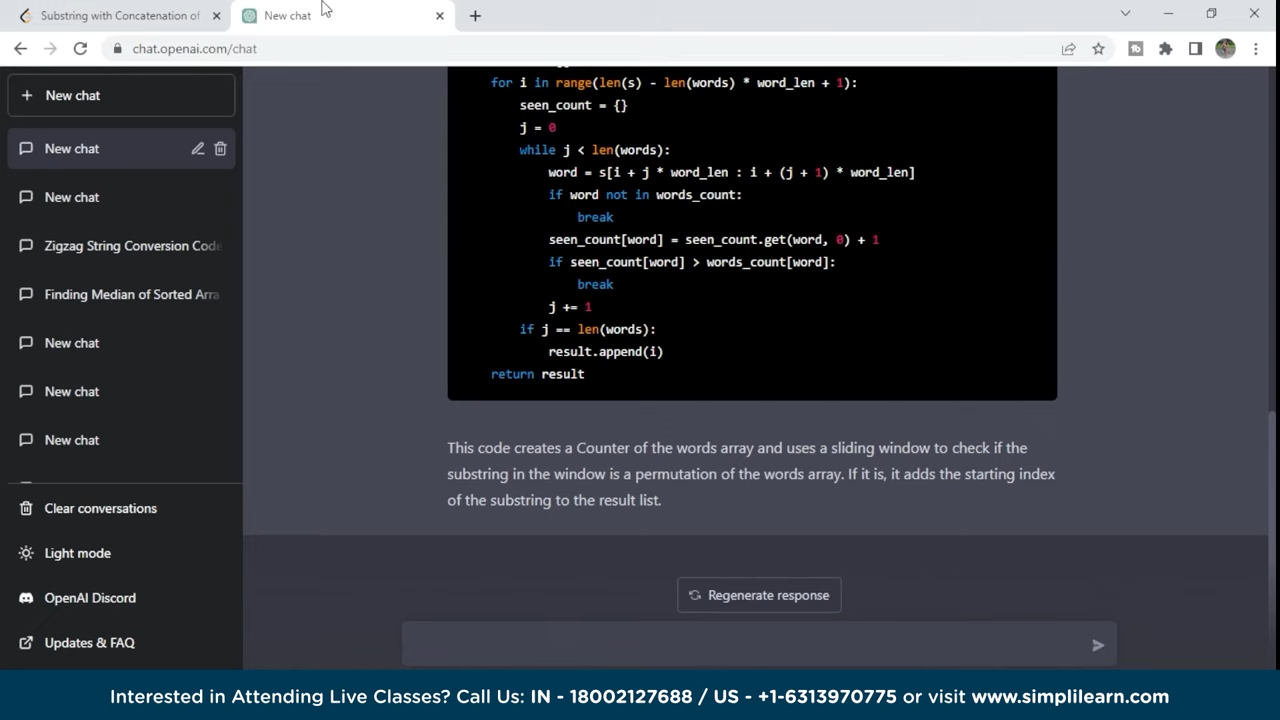 Substring with Concatenation of
New chat
chat.openai.com/chat
New chat
New chat
New chat
Zigzag String Conversion Code
Finding Median of Sorted Arra
New chat
New chat
New chat
Clear conversations
Light mode
OpenAI Discord
Updates & FAQ
for i in range(len(s) - len(words) * word_len + 1):
seen_count = {}
j = 0
while j < len(words):
word = s[i + j * word_len : i + (j + 1) * word_len]
if word not in words_count:
break
seen_count[word] = seen_count.get(word, 0) + 1
if seen_count[word] > words_count[word]:
break
j += 1
if j == len(words):
result.append(i)
return result
This code creates a Counter of the words array and uses a sliding window to check if the
substring in the window is a permutation of the words array. If it is, it adds the starting index
of the substring to the result list.
Regenerate response
Interested in Attending Live Classes? Call Us: IN - 18002127688 / US - +1-6313970775 or visit www.simplilearn.com